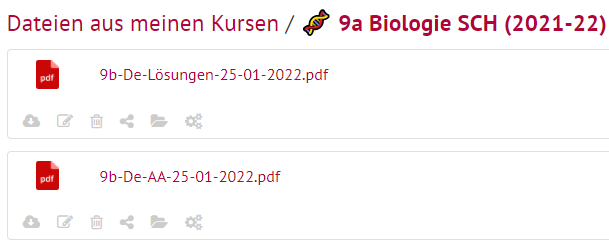 Dateien aus meinen Kursen / 9a Biologie SCH (2021-22)
pdf 9b-De-Lösungen-25-01-2022.pdf
pdf 9b-De-AA-25-01-2022.pdf